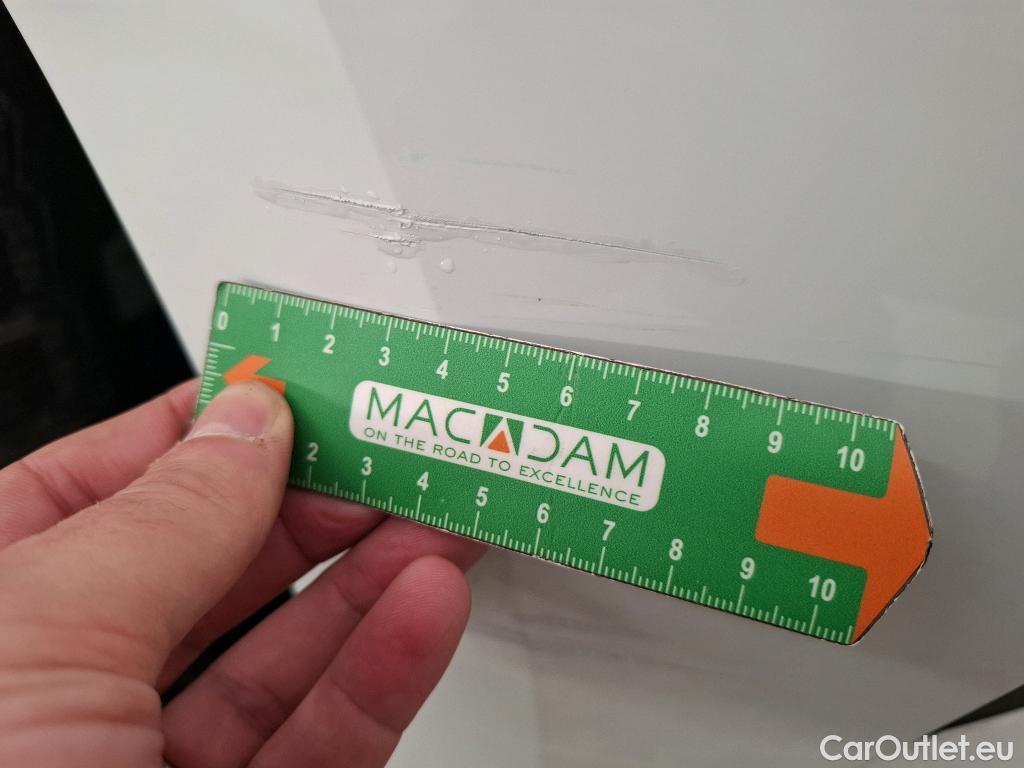 0 1 2 3 4 5 6 7 8 9 10
MACADAM
ON THE ROAD TO EXCELLENCE
2 3 4 5 6 7 8 9 10
CarOutlet.eu